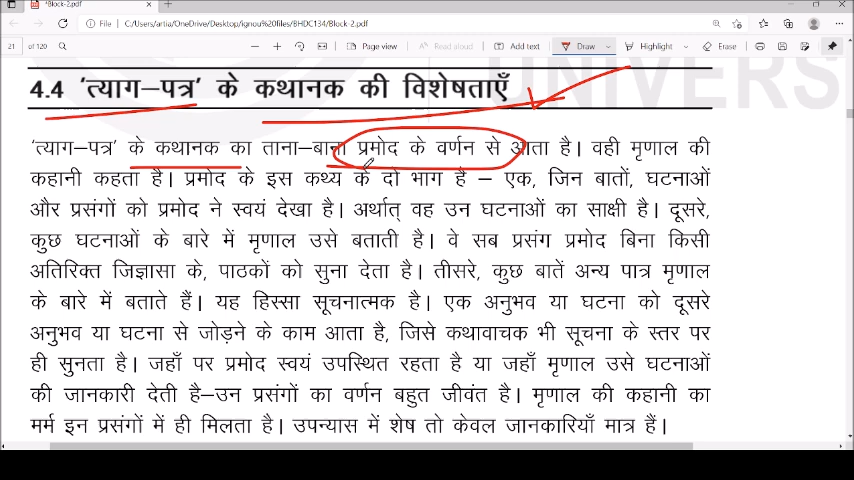 *Block-2.pdf
File
C:/Users/artia/OneDrive/Desktop/ignou%20files/BHDC134/Block-2.pdf
21 of 120
Page view
Read aloud
Add text
Draw
Highlight
Erase
UNIVERS
4.4 ‘त्याग–पत्र’ के कथानक की विशेषताएँ
‘त्याग–पत्र’ के कथानक का ताना–बाना प्रमोद के वर्णन से आता है। वही मृणाल की
कहानी कहता है। प्रमोद के इस कथ्य के दो भाग है – एक, जिन बातों, घटनाओं
और प्रसंगों को प्रमोद ने स्वयं देखा है। अर्थात् वह उन घटनाओं का साक्षी है। दूसरे,
कुछ घटनाओं के बारे में मृणाल उसे बताती है। वे सब प्रसंग प्रमोद बिना किसी
अतिरिक्त जिज्ञासा के, पाठकों को सुना देता है। तीसरे, कुछ बातें अन्य पात्र मृणाल
के बारे में बताते हैं। यह हिस्सा सूचनात्मक है। एक अनुभव या घटना को दूसरे
अनुभव या घटना से जोड़ने के काम आता है, जिसे कथावाचक भी सूचना के स्तर पर
ही सुनता है। जहाँ पर प्रमोद स्वयं उपस्थित रहता है या जहाँ मृणाल उसे घटनाओं
की जानकारी देती है–उन प्रसंगों का वर्णन बहुत जीवंत है। मृणाल की कहानी का
मर्म इन प्रसंगों में ही मिलता है। उपन्यास में शेष तो केवल जानकारियाँ मात्र हैं।